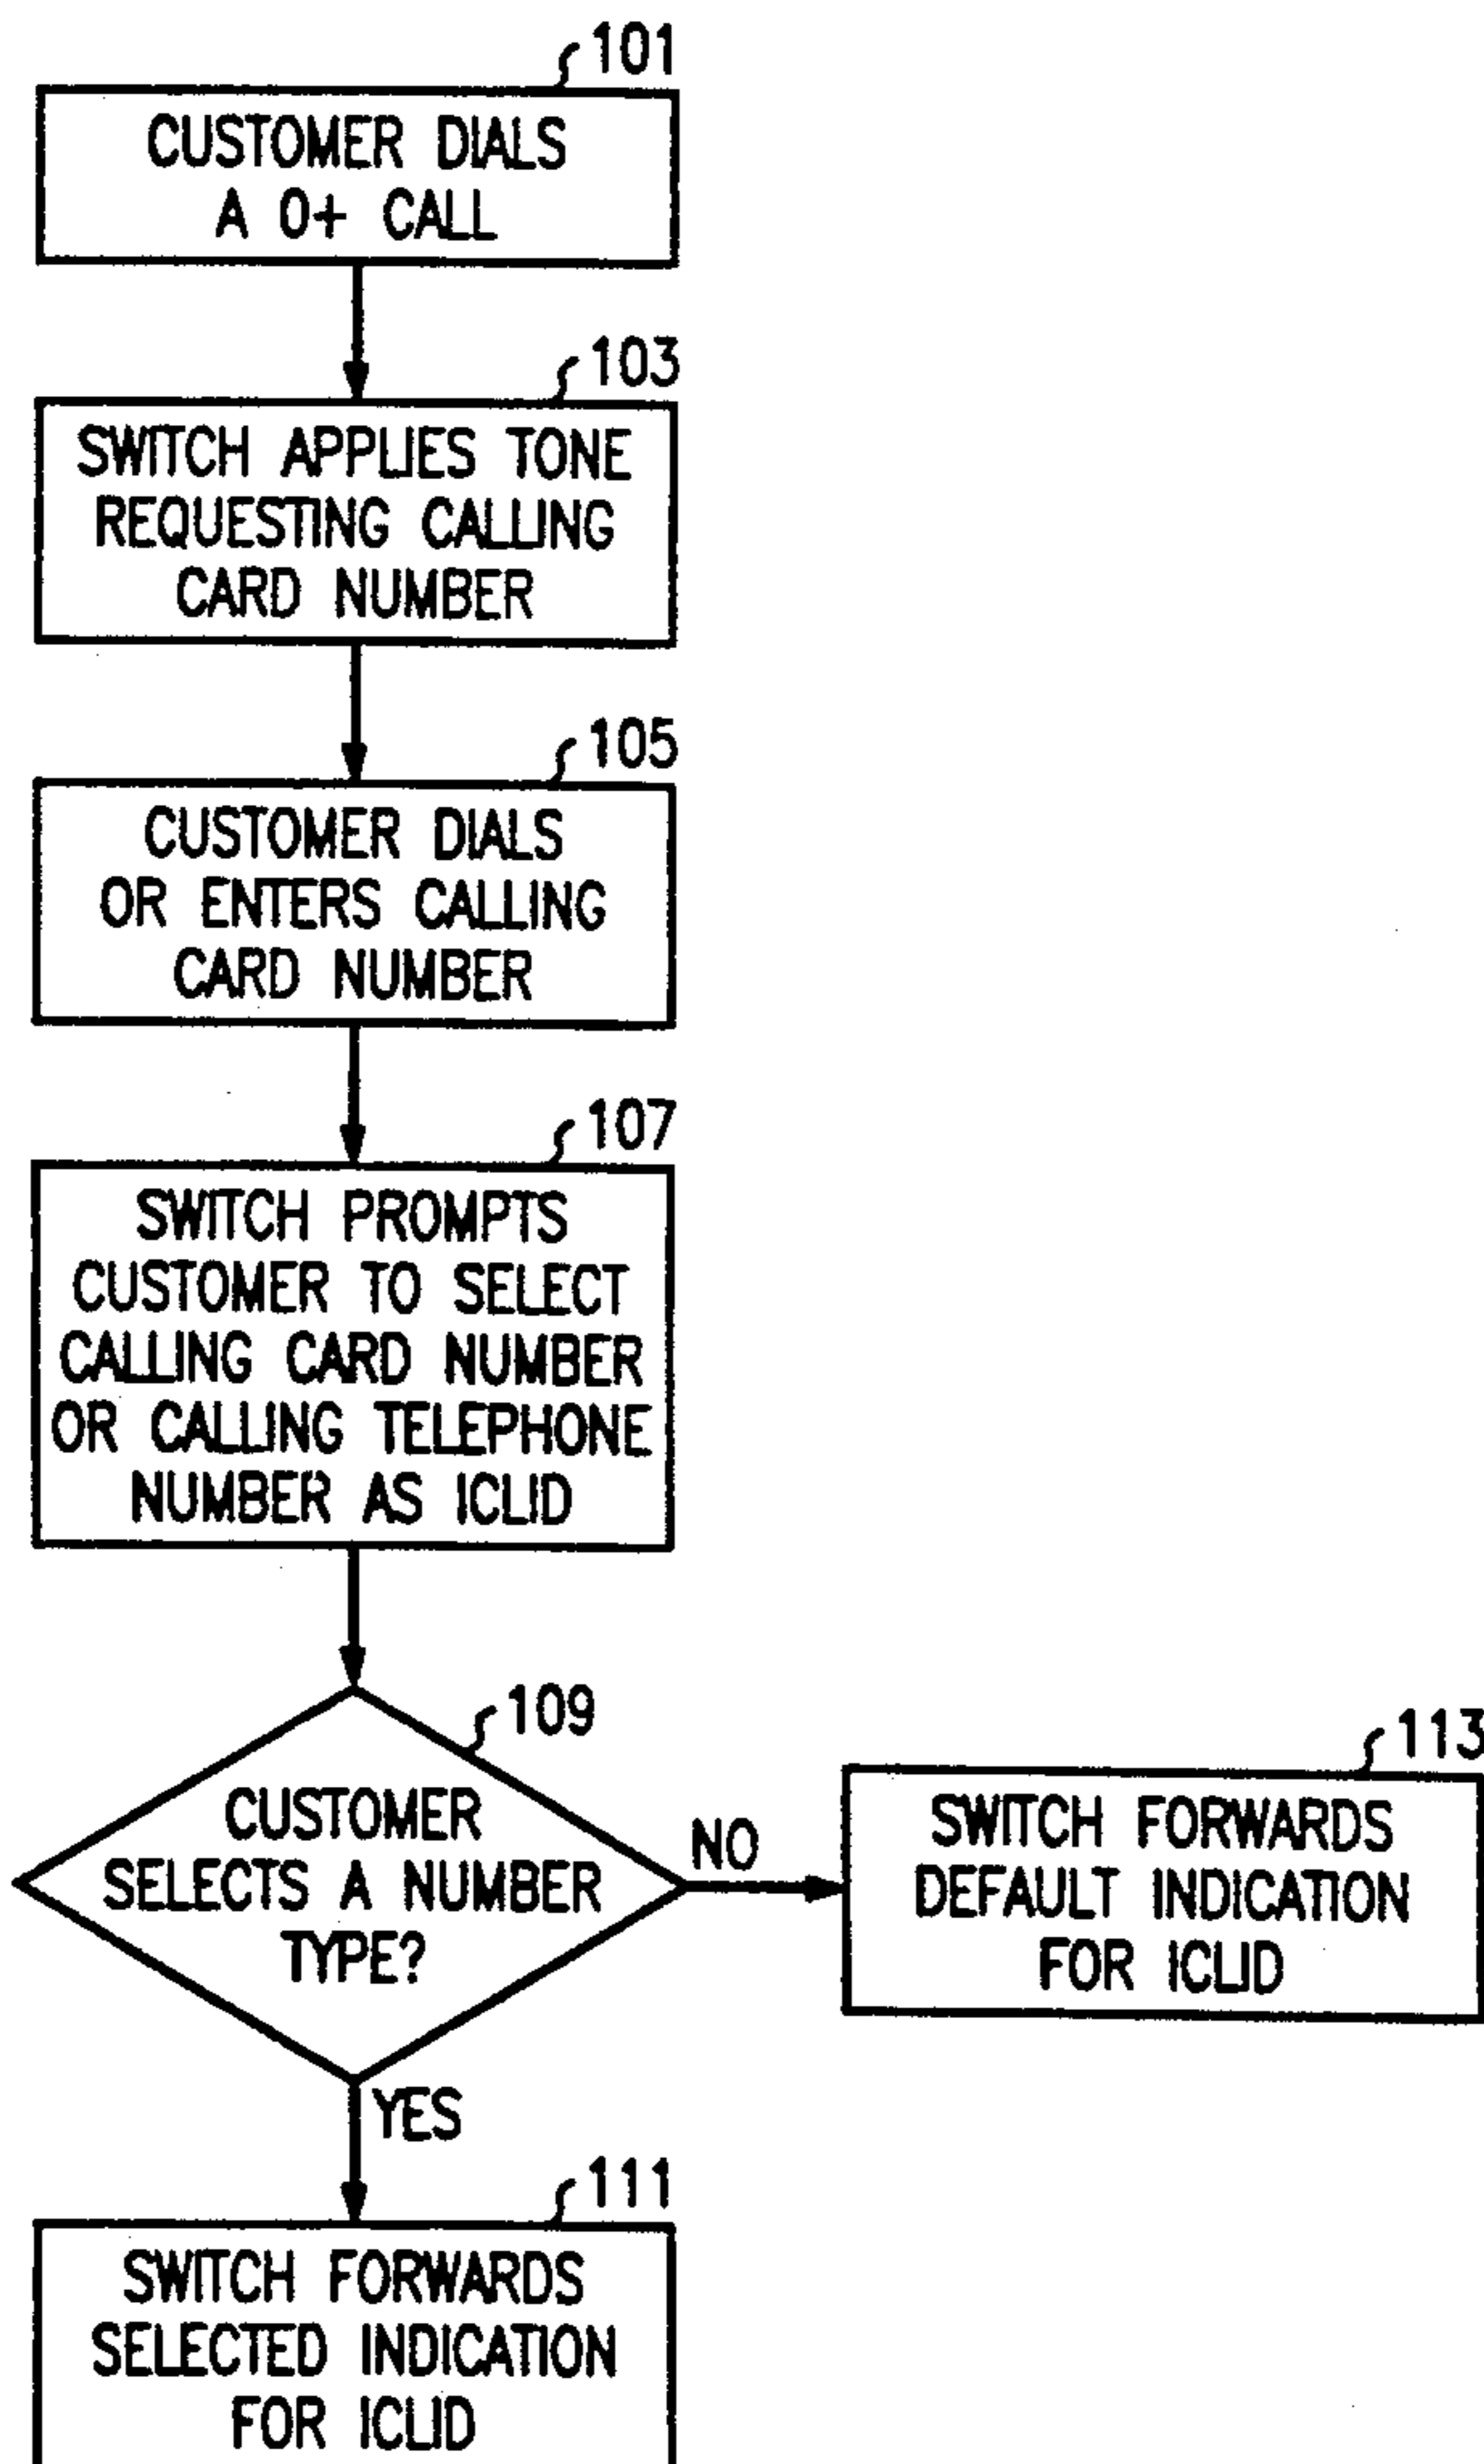 101
CUSTOMER DIALS
A 0+ CALL
103
SWITCH APPLIES TONE
REQUESTING CALLING
CARD NUMBER
105
CUSTOMER DIALS
OR ENTERS CALLING
CARD NUMBER
107
SWITCH PROMPTS
CUSTOMER TO SELECT
CALLING CARD NUMBER
OR CALLING TELEPHONE
NUMBER AS ICLID
109
CUSTOMER
SELECTS A NUMBER
TYPE?
NO
113
SWITCH FORWARDS
DEFAULT INDICATION
FOR ICLID
YES
111
SWITCH FORWARDS
SELECTED INDICATION
FOR ICLID